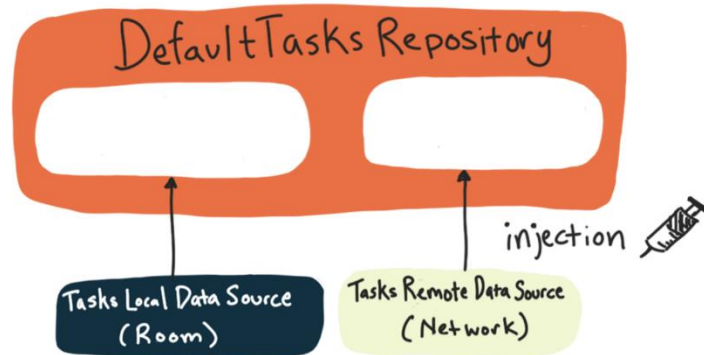 DefaultTasks Repository
injection
Tasks Local Data Source
(Room)
Tasks Remote Data Source
(Network)